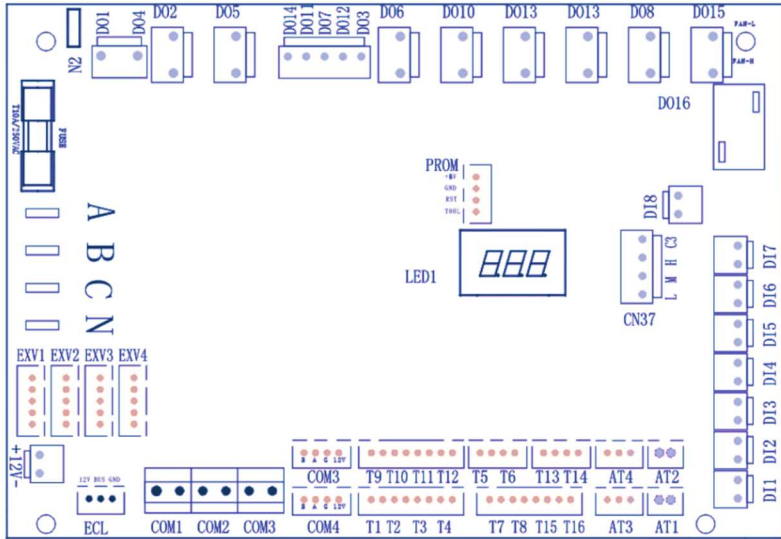 N2
DO1
DO4
DO2
DO5
DO14
DO11
DO7
DO12
DO3
DO6
DO10
DO13
DO13
DO8
DO15
FAN-L
FAN-H
DO16
T10A/250VAC
FUSE
A
B
C
N
PROM
GND
RST
TOOL
LED1
DI8
CN37
L M H C3
DI7
DI6
DI5
DI4
DI3
DI2
DI1
EXV1 EXV2 EXV3 EXV4
+12V-
12V BUS GND
ECL
COM1 COM2 COM3
B A G 12V
COM3
T9 T10 T11 T12
T5 T6
T13 T14
AT4
AT2
B A G 12V
COM4
T1 T2 T3 T4
T7 T8 T15 T16
AT3
AT1